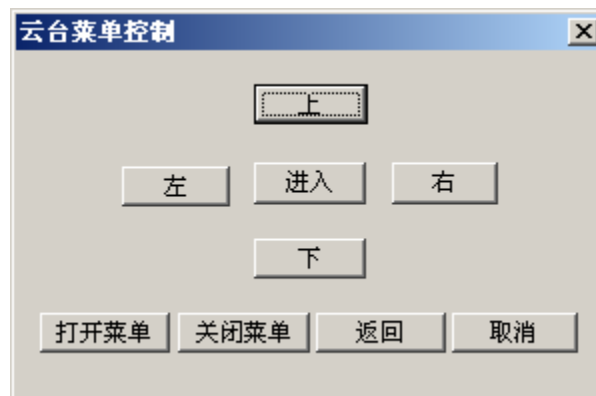 云台菜单控制
上
左 进入 右
下
打开菜单 关闭菜单 返回 取消